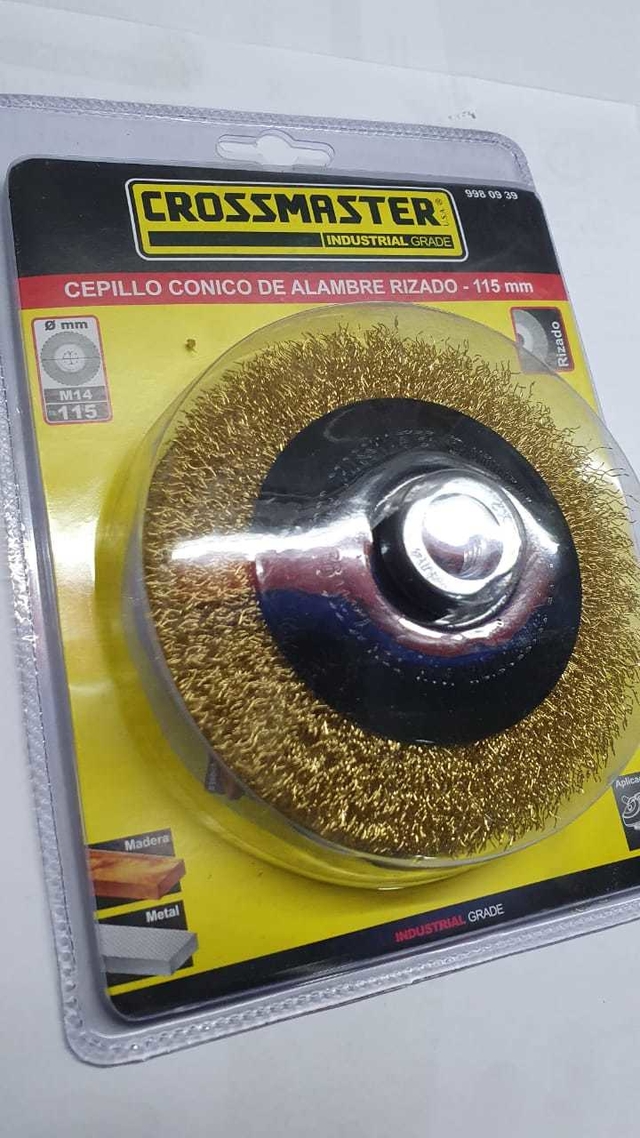 998 09 39
CROSSMASTER
U.S.A. ®
INDUSTRIAL GRADE
CEPILLO CONICO DE ALAMBRE RIZADO - 115 mm
Ø mm
M14
115
Rizado
Madera
Metal
INDUSTRIAL GRADE